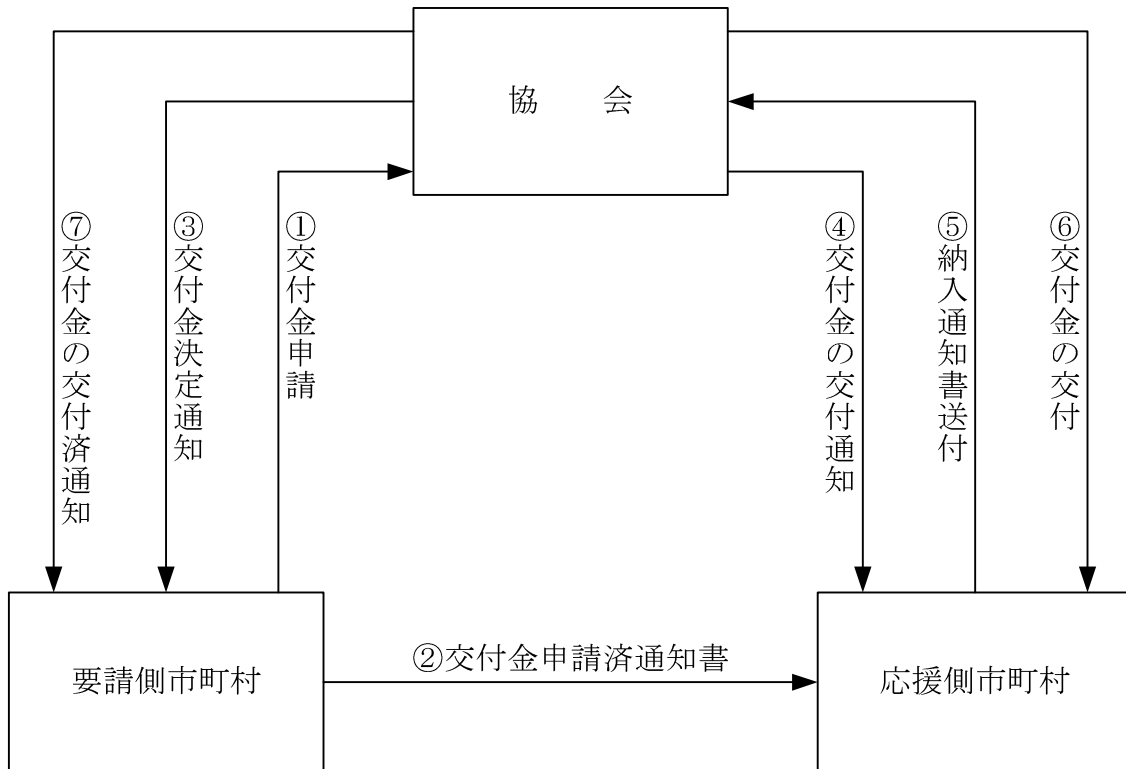 協　　会
⑦交付金の交付済通知
③交付金決定通知
①交付金申請
④交付金の交付通知
⑤納入通知書送付
⑥交付金の交付
②交付金申請済通知書
要請側市町村
応援側市町村